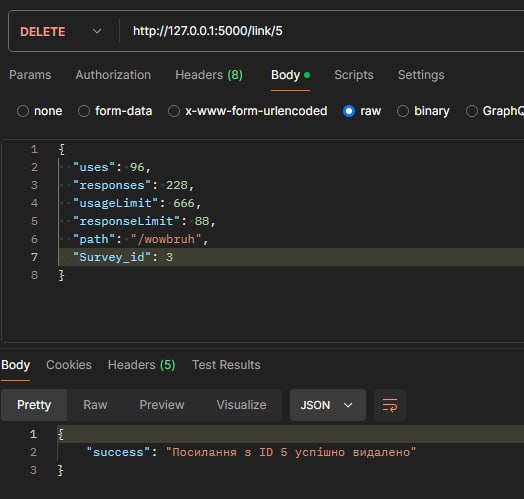 DELETE http://127.0.0.1:5000/link/5
Params Authorization Headers (8) Body Scripts Settings
none form-data x-www-form-urlencoded raw binary GraphQ
1 {
2 "uses": 96,
3 "responses": 228,
4 "usageLimit": 666,
5 "responseLimit": 88,
6 "path": "/wowbruh",
7 "Survey_id": 3
8 }
Body Cookies Headers (5) Test Results
Pretty Raw Preview Visualize JSON
1 {
2 "success": "Посилання з ID 5 успішно видалено"
3 }